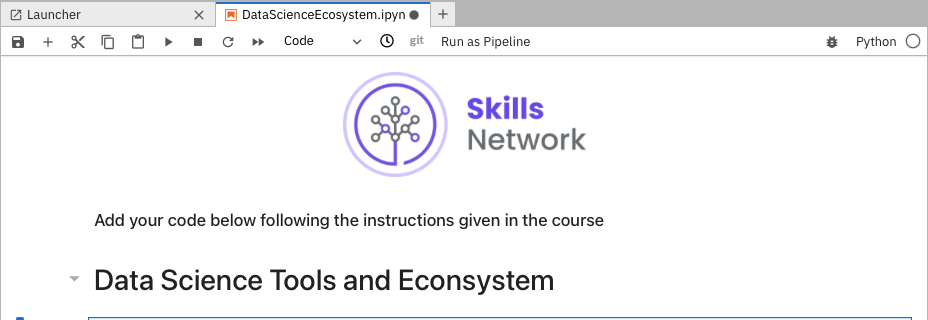 Launcher
DataScienceEcosystem.ipyn
Code
git
Run as Pipeline
Python
Skills
Network
Add your code below following the instructions given in the course
Data Science Tools and Econsystem